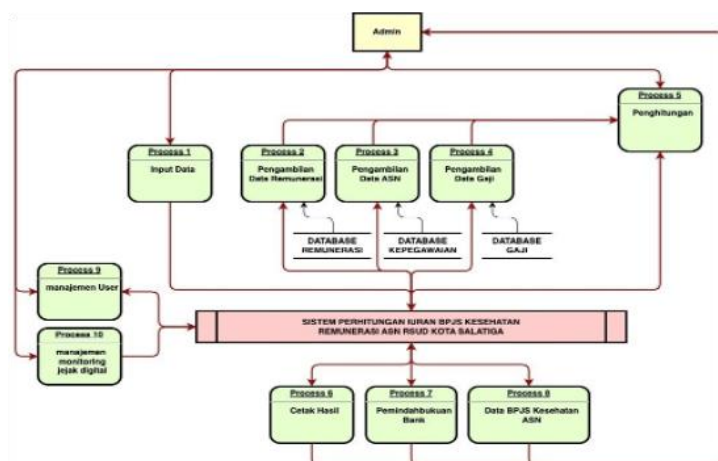 Admin
Process 5
Penghitungan
Process 1
Input Data
Process 2
Pengambilan
Data Remunerasi
Process 3
Pengambilan
Data ASN
Process 4
Pengambilan
Data Gaji
DATABASE
REMUNERASI
DATABASE
KEPEGAWAIAN
DATABASE
GAJI
Process 9
manajemen User
Process 10
manajemen
monitoring
jejak digital
SISTEM PERHITUNGAN IURAN BPJS KESEHATAN
REMUNERASI ASN RSUD KOTA SALATIGA
Process 6
Cetak Hasil
Process 7
Pemindahbukuan
Bank
Process 8
Data BPJS Kesehatan
ASN